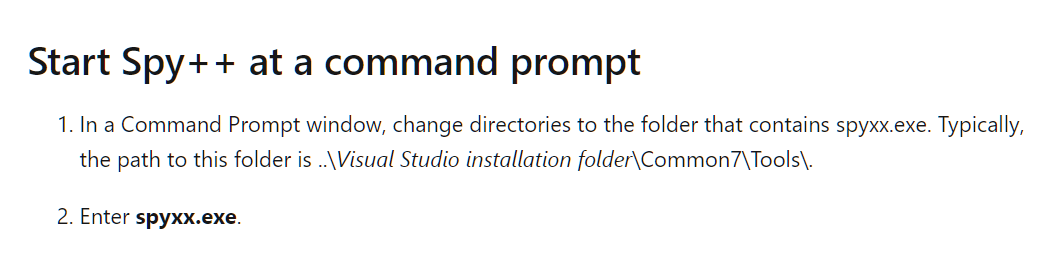 Start Spy++ at a command prompt
1. In a Command Prompt window, change directories to the folder that contains spyxx.exe. Typically,
the path to this folder is ..\Visual Studio installation folder\Common7\Tools\.
2. Enter spyxx.exe.